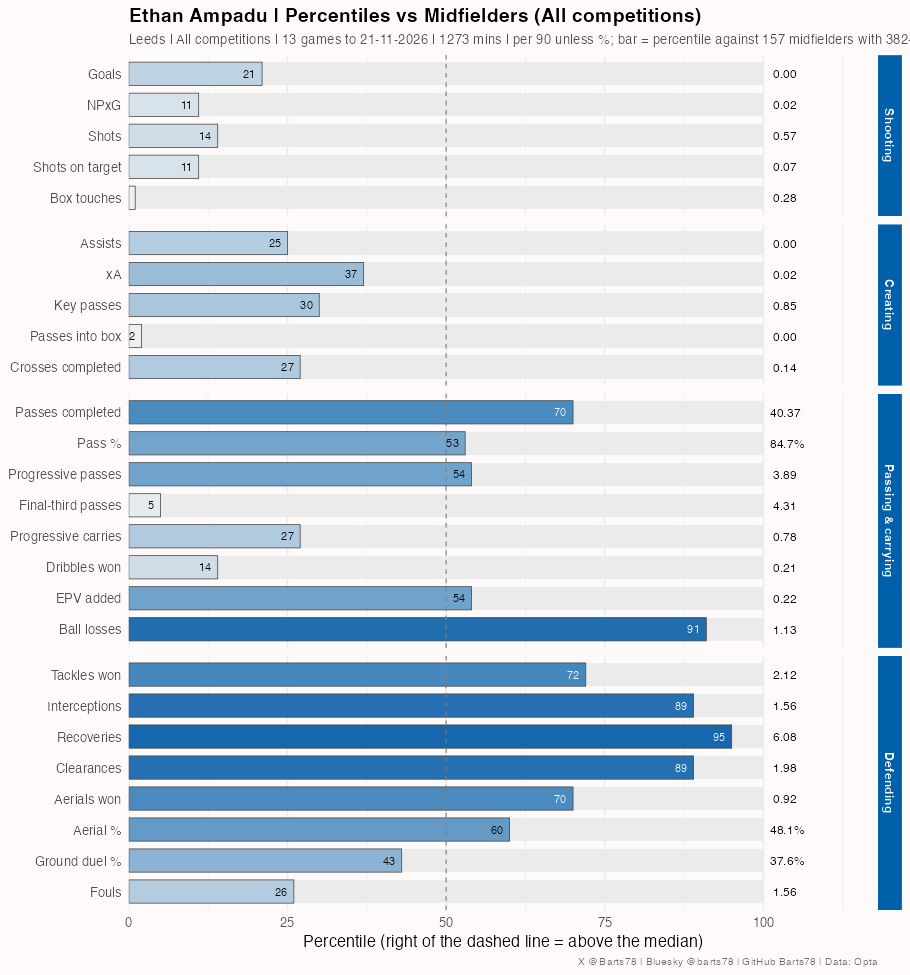 Ethan Ampadu | Percentiles vs Midfielders (All competitions)
Leeds | All competitions | 13 games to 21-11-2026 | 1273 mins | per 90 unless %; bar = percentile against 157 midfielders with 382-
Goals 21 0.00
NPxG 11 0.02
Shots 14 0.57
Shots on target 11 0.07
Box touches 0.28
Shooting
Assists 25 0.00
xA 37 0.02
Key passes 30 0.85
Passes into box 2 0.00
Crosses completed 27 0.14
Creating
Passes completed 70 40.37
Pass % 53 84.7%
Progressive passes 54 3.89
Final-third passes 5 4.31
Progressive carries 27 0.78
Dribbles won 14 0.21
EPV added 54 0.22
Ball losses 91 1.13
Passing & carrying
Tackles won 72 2.12
Interceptions 89 1.56
Recoveries 95 6.08
Clearances 89 1.98
Aerials won 70 0.92
Aerial % 60 48.1%
Ground duel % 43 37.6%
Fouls 26 1.56
Defending
0 25 50 75 100
Percentile (right of the dashed line = above the median)
X @Barts78 | Bluesky @barts78 | GitHub Barts78 | Data: Opta